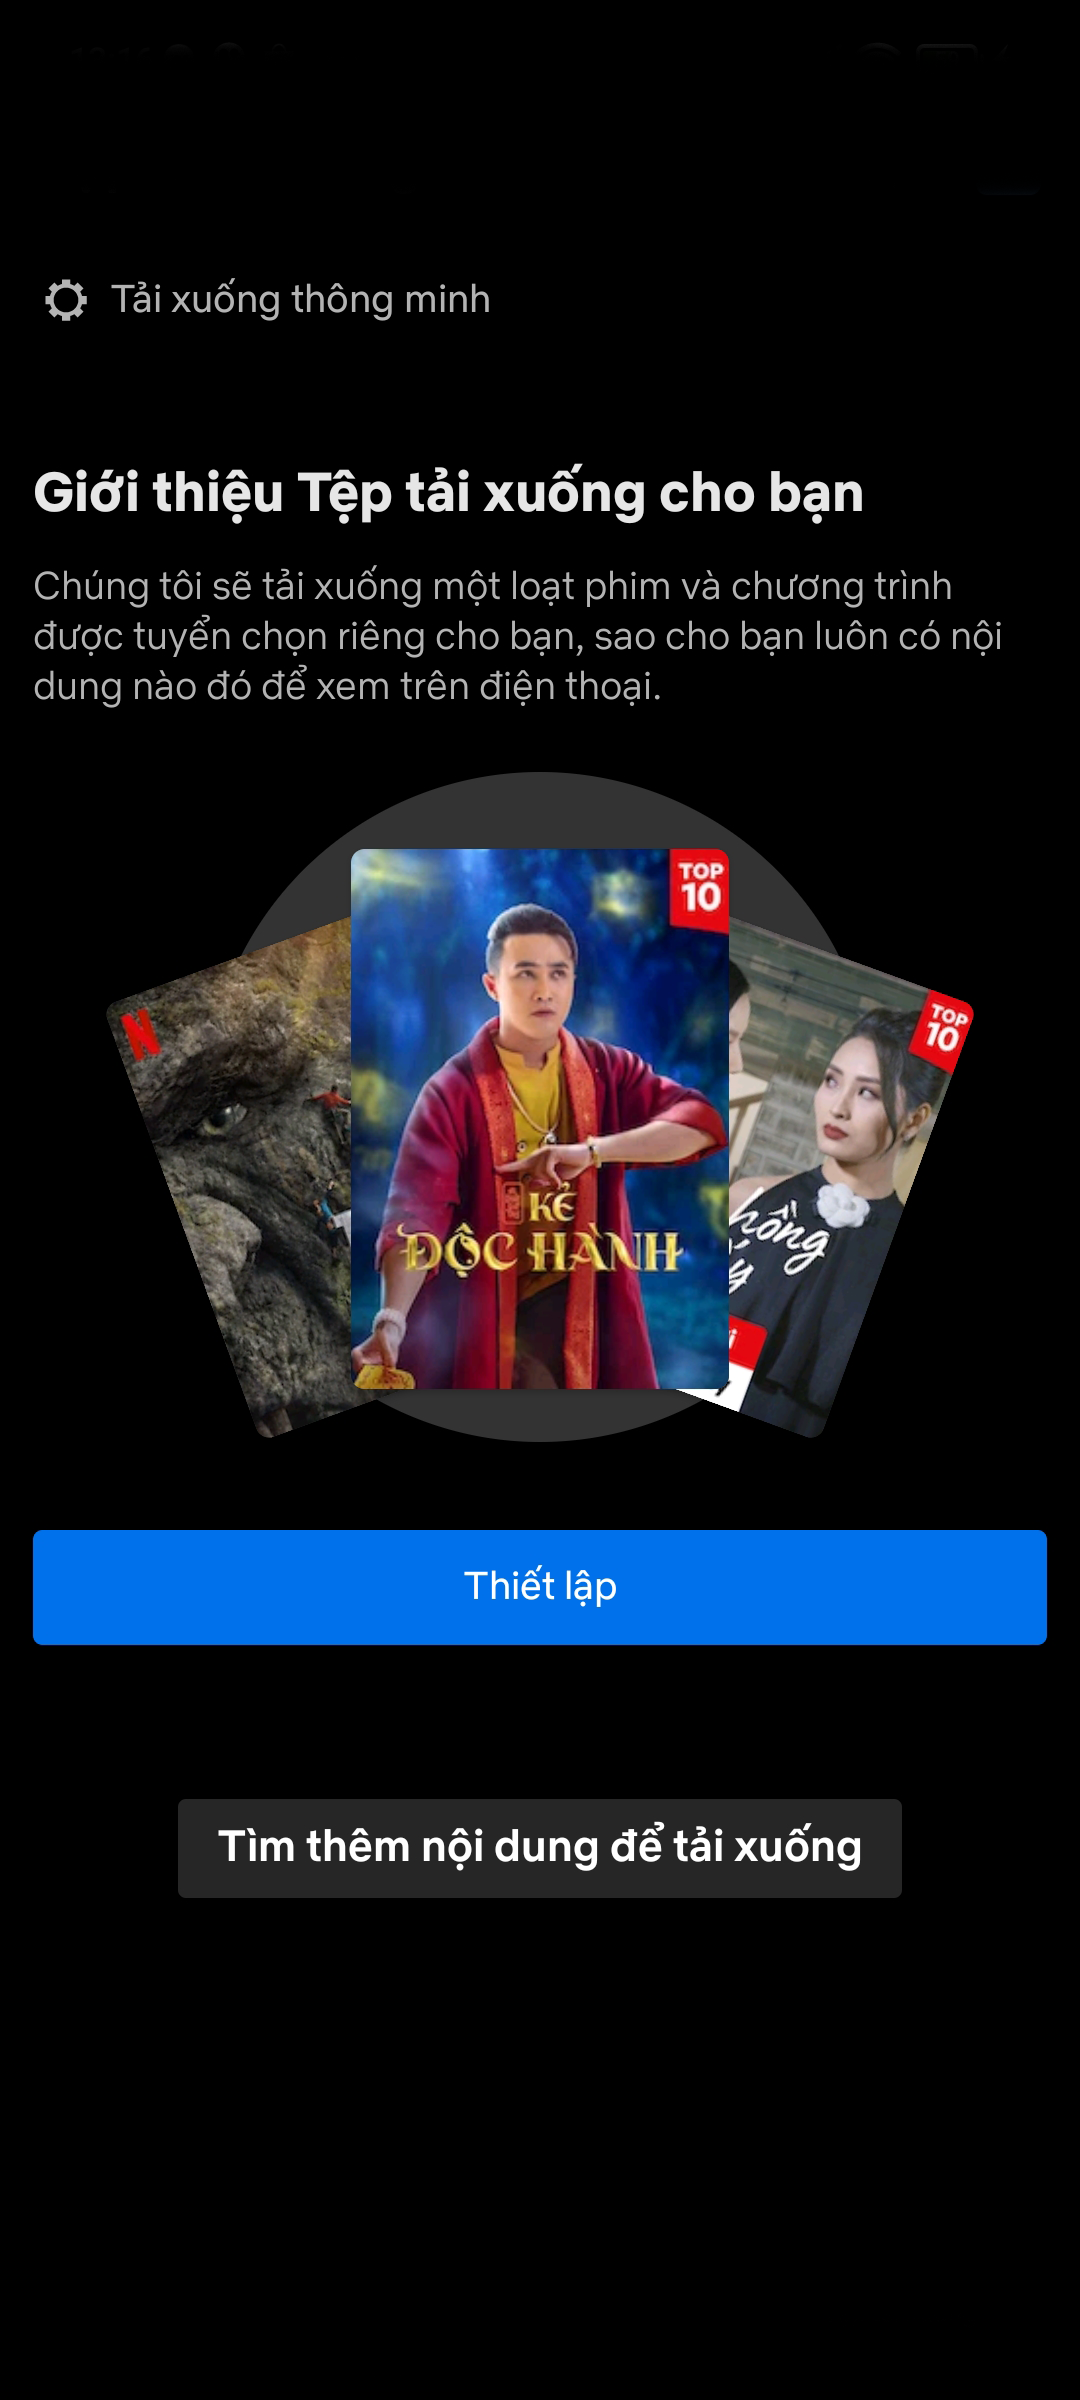 Tải xuống thông minh
Giới thiệu Tệp tải xuống cho bạn
Chúng tôi sẽ tải xuống một loạt phim và chương trình
được tuyển chọn riêng cho bạn, sao cho bạn luôn có nội
dung nào đó để xem trên điện thoại.
TOP
10
N
TOP
10
KẺ
ĐỘC HÀNH
Thiết lập
Tìm thêm nội dung để tải xuống